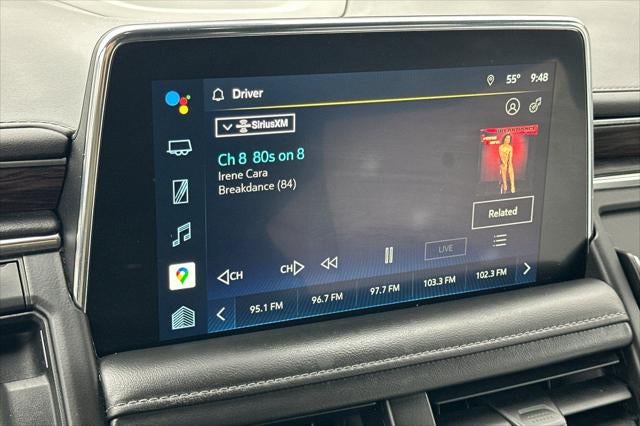 Driver
55° 9:48
SiriusXM
Ch 8 80s on 8
Irene Cara
Breakdance (84)
BREAKDANCE
Related
CH
CH
LIVE
95.1 FM
96.7 FM
97.7 FM
103.3 FM
102.3 FM